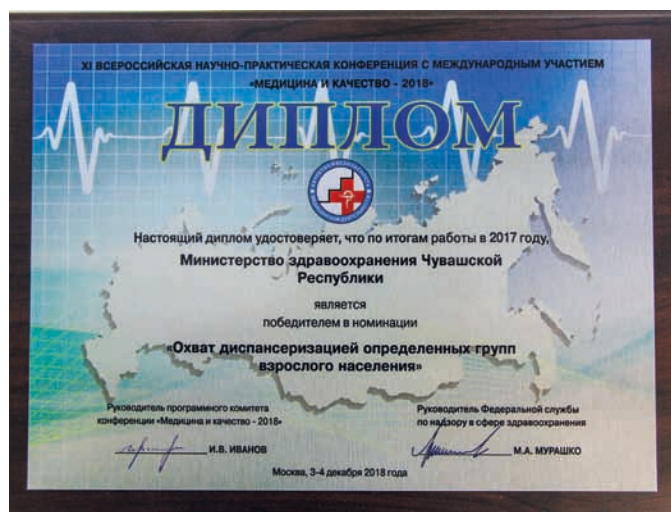 XI ВСЕРОССИЙСКАЯ НАУЧНО-ПРАКТИЧЕСКАЯ КОНФЕРЕНЦИЯ С МЕЖДУНАРОДНЫМ УЧАСТИЕМ
«МЕДИЦИНА И КАЧЕСТВО - 2018»
ДИПЛОМ
Настоящий диплом удостоверяет, что по итогам работы в 2017 году,
Министерство здравоохранения Чувашской
Республики
является
победителем в номинации
«Охват диспансеризацией определенных групп
взрослого населения»
Руководитель программного комитета
конференции «Медицина и качество - 2018»
И.В. ИВАНОВ
Руководитель Федеральной службы
по надзору в сфере здравоохранения
М.А. МУРАШКО
Москва, 3-4 декабря 2018 года